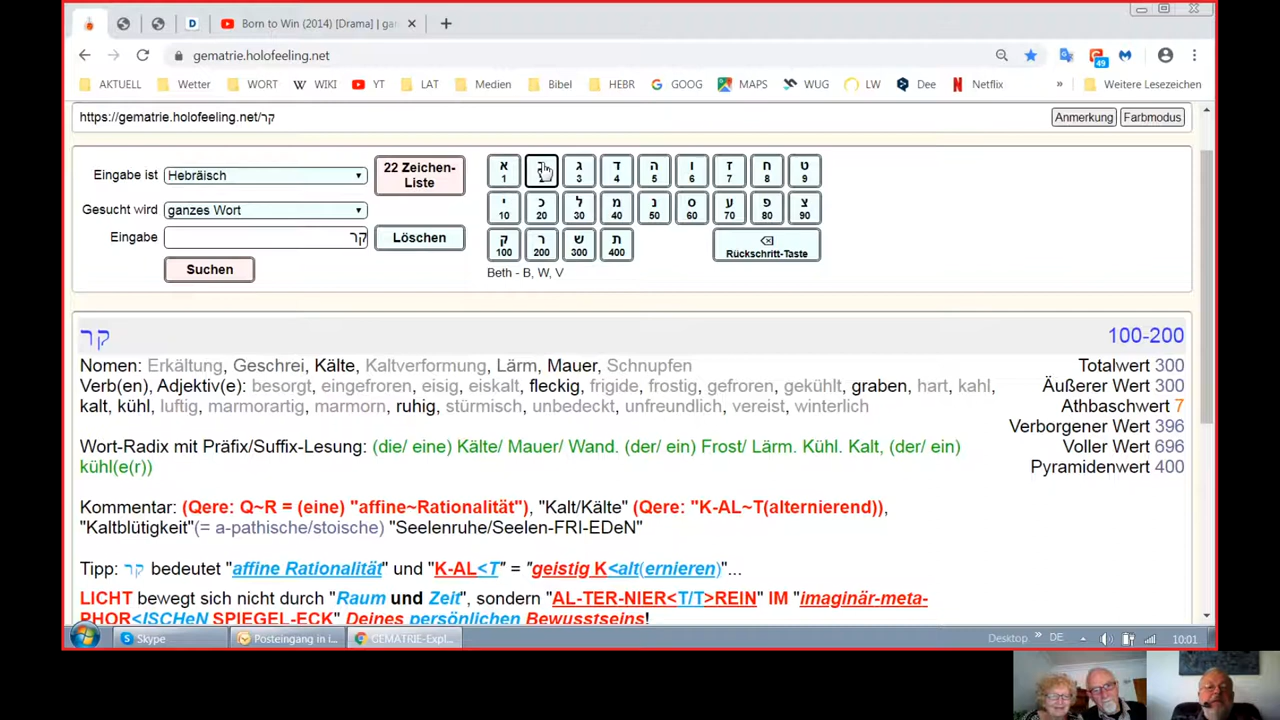 Born to Win (2014) [Drama] | gan
gematrie.holofeeling.net
49
AKTUELL Wetter WORT WIKI YT LAT Medien Bibel HEBR GOOG MAPS WUG LW Dee Netflix » Weitere Lesezeichen
https://gematrie.holofeeling.net/קר Anmerkung Farbmodus
Eingabe ist Hebräisch
22 Zeichen-Liste
Gesucht wird ganzes Wort
Eingabe קר Löschen
Suchen
א 1 ג 3 ד 4 ה 5 ו 6 ז 7 ח 8 ט 9
י 10 כ 20 ל 30 מ 40 נ 50 ס 60 ע 70 פ 80 צ 90
ק 100 ר 200 ש 300 ת 400 Rückschritt-Taste
Beth - B, W, V
קר 100-200
Nomen: Erkältung, Geschrei, Kälte, Kaltverformung, Lärm, Mauer, Schnupfen Totalwert 300
Verb(en), Adjektiv(e): besorgt, eingefroren, eisig, eiskalt, fleckig, frigide, frostig, gefroren, gekühlt, graben, hart, kahl, Äußerer Wert 300
kalt, kühl, luftig, marmorartig, marmorn, ruhig, stürmisch, unbedeckt, unfreundlich, vereist, winterlich Athbaschwert 7
Verborgener Wert 396
Wort-Radix mit Präfix/Suffix-Lesung: (die/ eine) Kälte/ Mauer/ Wand. (der/ ein) Frost/ Lärm. Kühl. Kalt, (der/ ein) Voller Wert 696
kühl(e(r)) Pyramidenwert 400
Kommentar: (Qere: Q~R = (eine) "affine~Rationalität"), "Kalt/Kälte" (Qere: "K-AL~T(alternierend)),
"Kaltblütigkeit"(= a-pathische/stoische) "Seelenruhe/Seelen-FRI-EDeN"
Tipp: קר bedeutet "affine Rationalität" und "K-AL<T" = "geistig K<alt(ernieren)"...
LICHT bewegt sich nicht durch "Raum und Zeit", sondern "AL-TER-NIER<T/T>REIN" IM "imaginär-meta-
PHOR<ISCHeN SPIEGEL-ECK" Deines persönlichen Bewusstseins!
Skype Posteingang in i... GEMATRIE-Expl... Desktop » DE 10:01